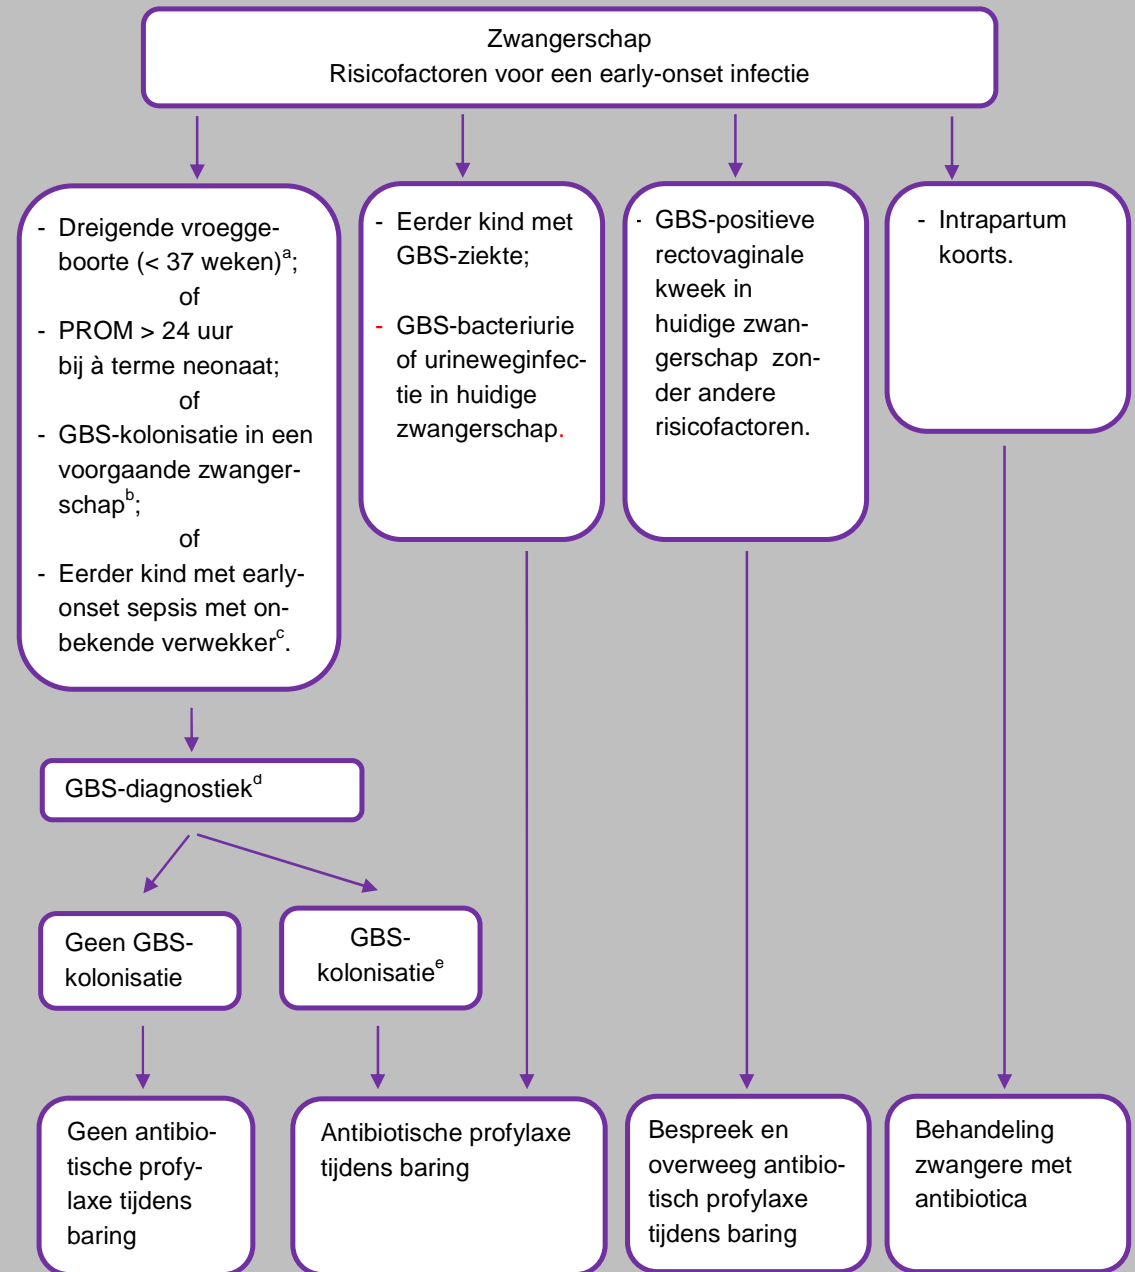 Zwangerschap
Risicofactoren voor een early-onset infectie
- Dreigende vroegge-
boorte (< 37 weken)a;
of
- PROM > 24 uur
bij à terme neonaat;
of
- GBS-kolonisatie in een
voorgaande zwanger-
schapb;
of
- Eerder kind met early-
onset sepsis met on-
bekende verwekkerc.
- Eerder kind met
GBS-ziekte;
- GBS-bacteriurie
of urineweginfec-
tie in huidige
zwangerschap.
- GBS-positieve
rectovaginale
kweek in
huidige zwan-
gerschap zon-
der andere
risicofactoren.
- Intrapartum
koorts.
GBS-diagnostiekd
Geen GBS-
kolonisatie
GBS-
kolonisatiee
Geen antibio-
tische profy-
laxe tijdens
baring
Antibiotische profylaxe
tijdens baring
Bespreek en
overweeg antibio-
tisch profylaxe
tijdens baring
Behandeling
zwangere met
antibiotica